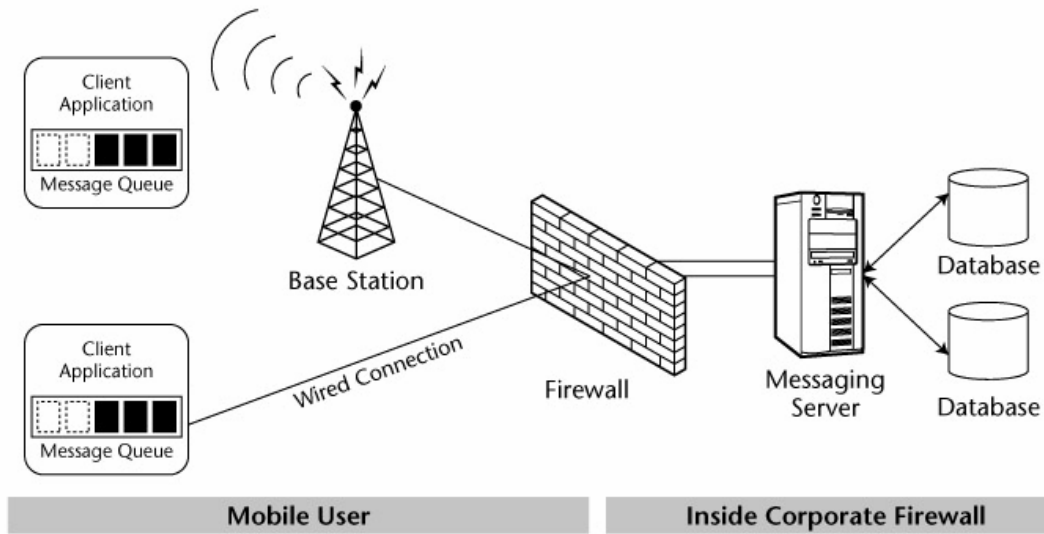 Client
Application
Message Queue
Base Station
Client
Application
Message Queue
Wired Connection
Firewall
Messaging
Server
Database
Database
Mobile User
Inside Corporate Firewall